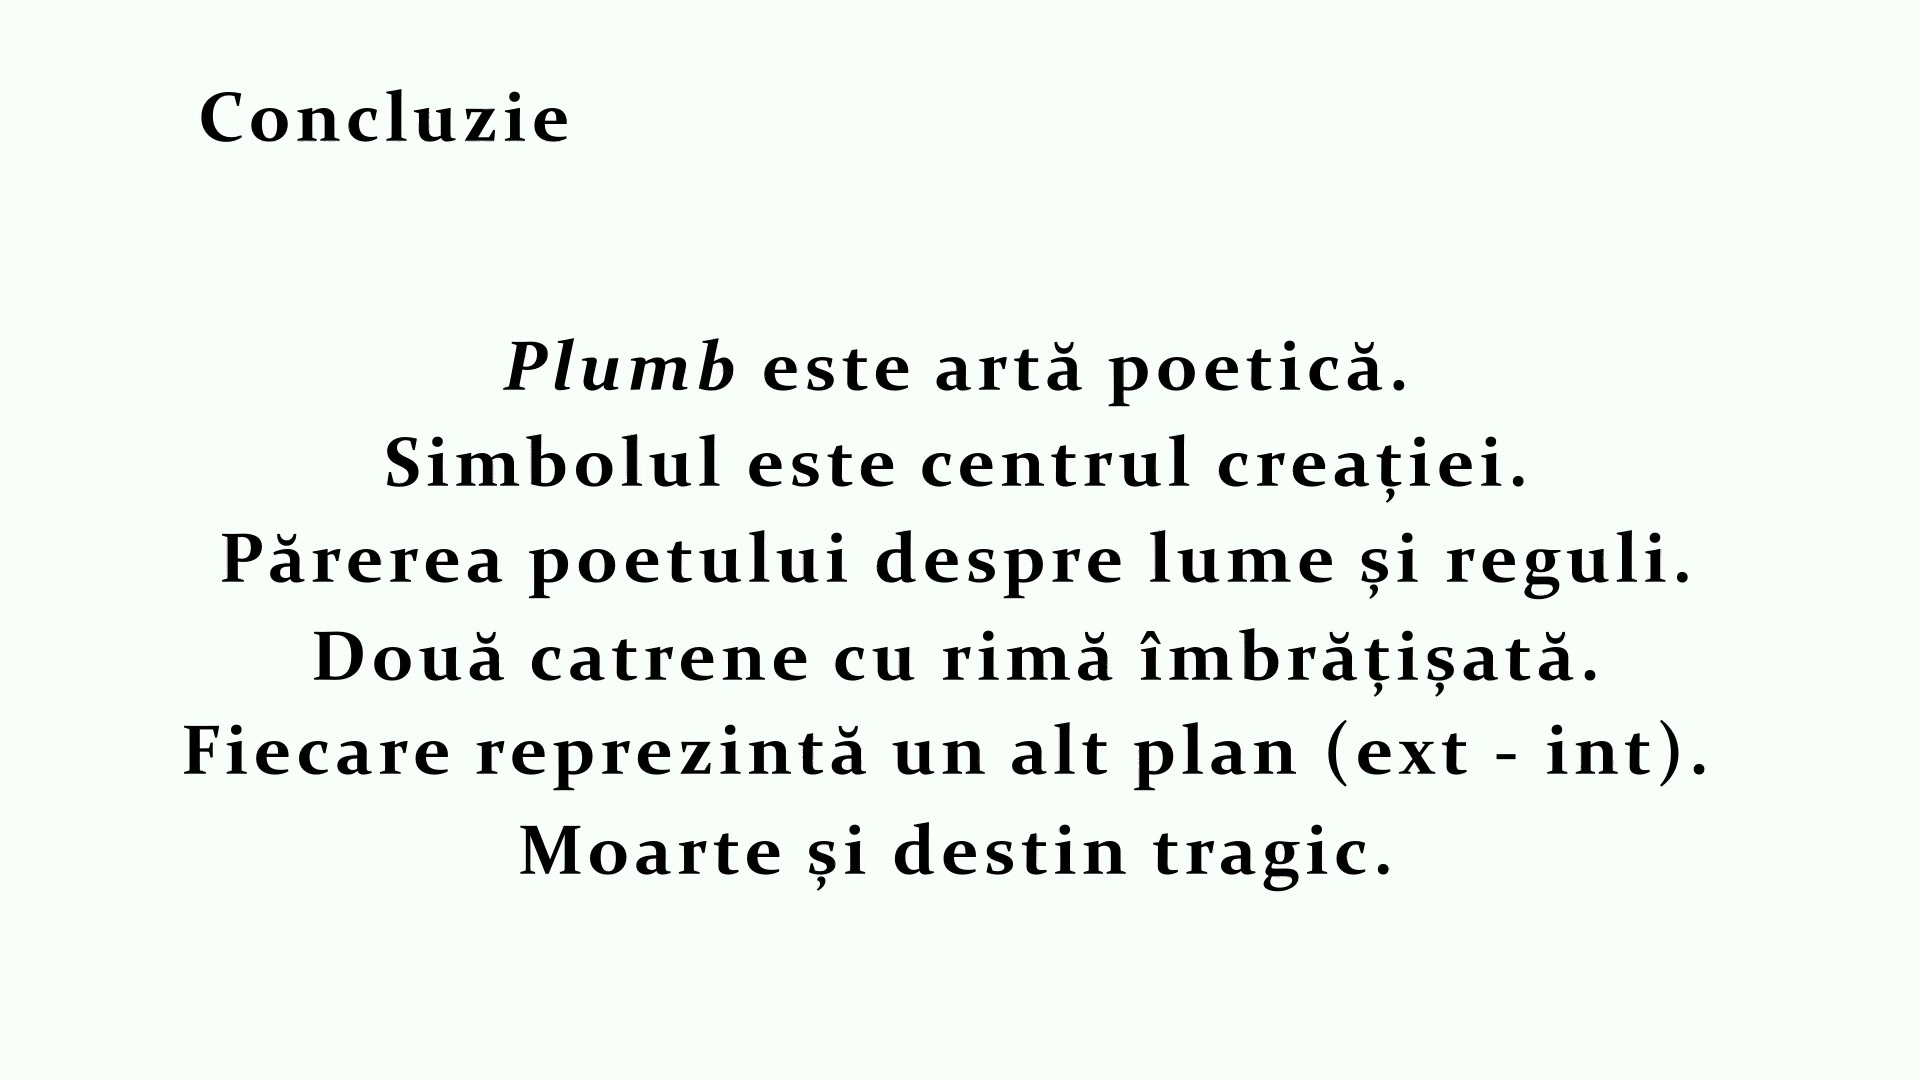 Concluzie
Plumb este artă poetică.
Simbolul este centrul creației.
Părerea poetului despre lume și reguli.
Două catrene cu rimă îmbrățișată.
Fiecare reprezintă un alt plan (ext - int).
Moarte și destin tragic.